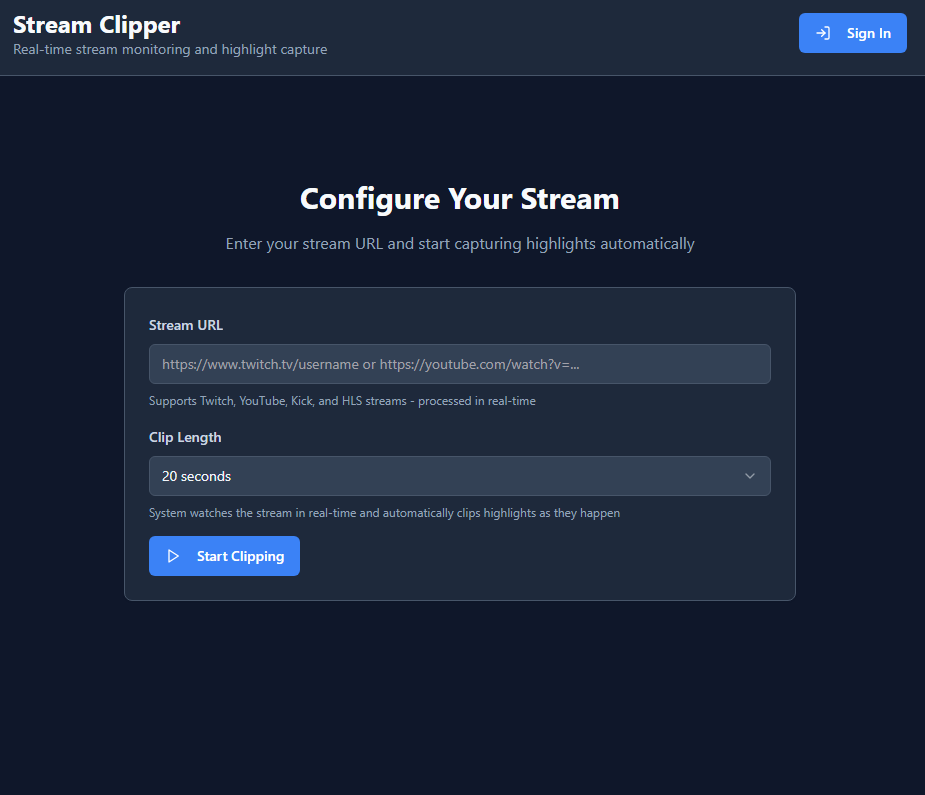 Stream Clipper
Real-time stream monitoring and highlight capture
Sign In
Configure Your Stream
Enter your stream URL and start capturing highlights automatically
Stream URL
https://www.twitch.tv/username or https://youtube.com/watch?v=...
Supports Twitch, YouTube, Kick, and HLS streams - processed in real-time
Clip Length
20 seconds
System watches the stream in real-time and automatically clips highlights as they happen
Start Clipping